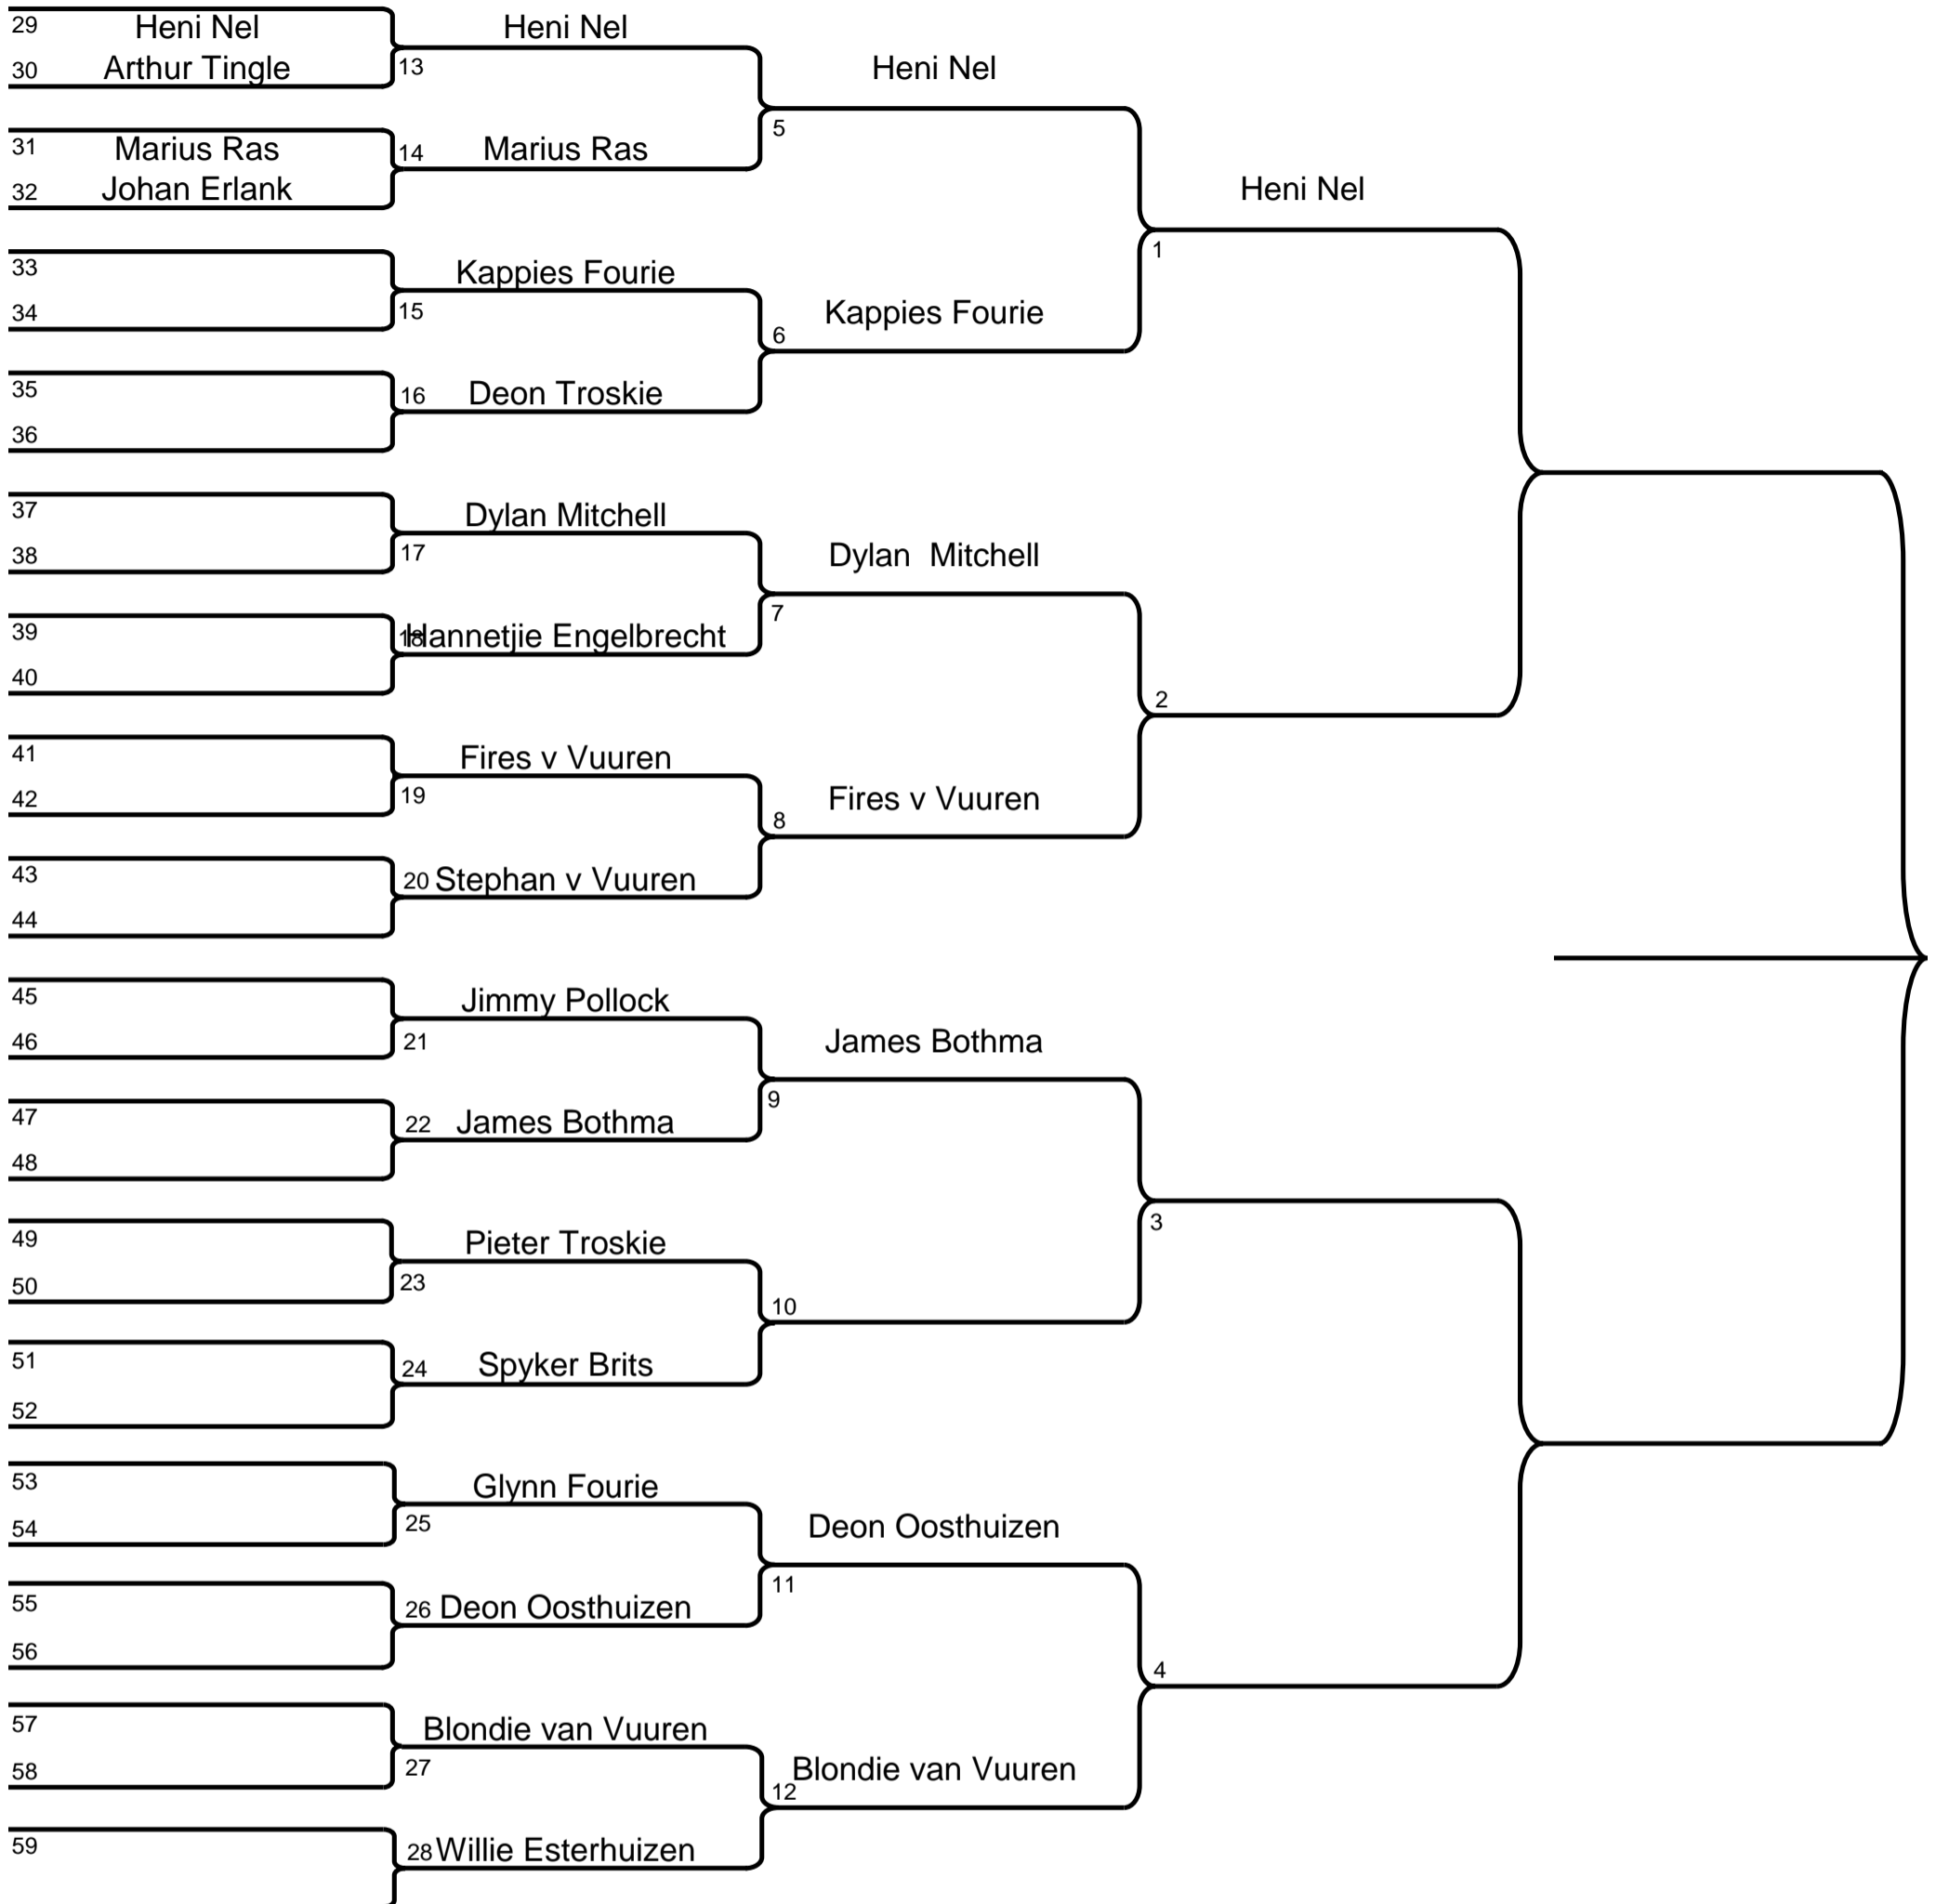 29 Heni Nel Heni Nel
30 Arthur Tingle 13 Heni Nel
5
31 Marius Ras 14 Marius Ras
32 Johan Erlank Heni Nel
1
33 Kappies Fourie
34 15 Kappies Fourie
6
35 16 Deon Troskie
36
37 Dylan Mitchell
38 17 Dylan  Mitchell
7
39 18 Hannetjie Engelbrecht
40
2
41 Fires v Vuuren
42 19 Fires v Vuuren
8
43 20 Stephan v Vuuren
44
45 Jimmy Pollock
46 21 James Bothma
9
47 22 James Bothma
48
3
49 Pieter Troskie
50 23
10
51 24 Spyker Brits
52
53 Glynn Fourie
54 25 Deon Oosthuizen
11
55 26 Deon Oosthuizen
56
4
57 Blondie van Vuuren
58 27 Blondie van Vuuren
12
59 28 Willie Esterhuizen